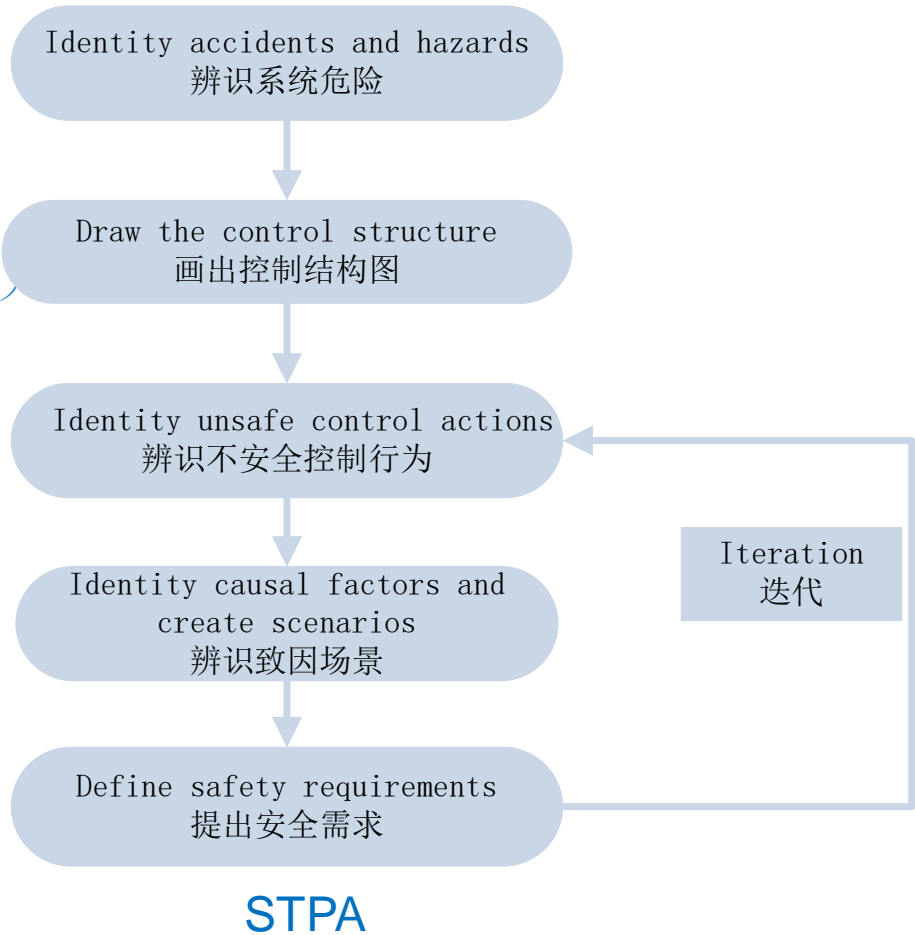 Identity accidents and hazards
辨识系统危险
Draw the control structure
画出控制结构图
Identity unsafe control actions
辨识不安全控制行为
Identity causal factors and
create scenarios
辨识致因场景
Define safety requirements
提出安全需求
Iteration
迭代
STPA